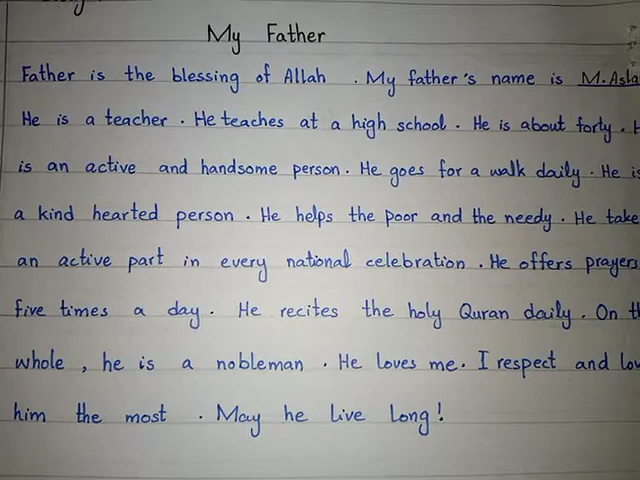 My Father
Father is the blessing of Allah . My father's name is M.Asla
He is a teacher . He teaches at a high school . He is about forty . H
is an active and handsome person . He goes for a walk daily . He is
a kind hearted person . He helps the poor and the needy . He take
an active part in every national celebration . He offers prayers
five times a day . He recites the holy Quran daily . On th
whole , he is a nobleman . He loves me . I respect and lov
him the most . May he live long !